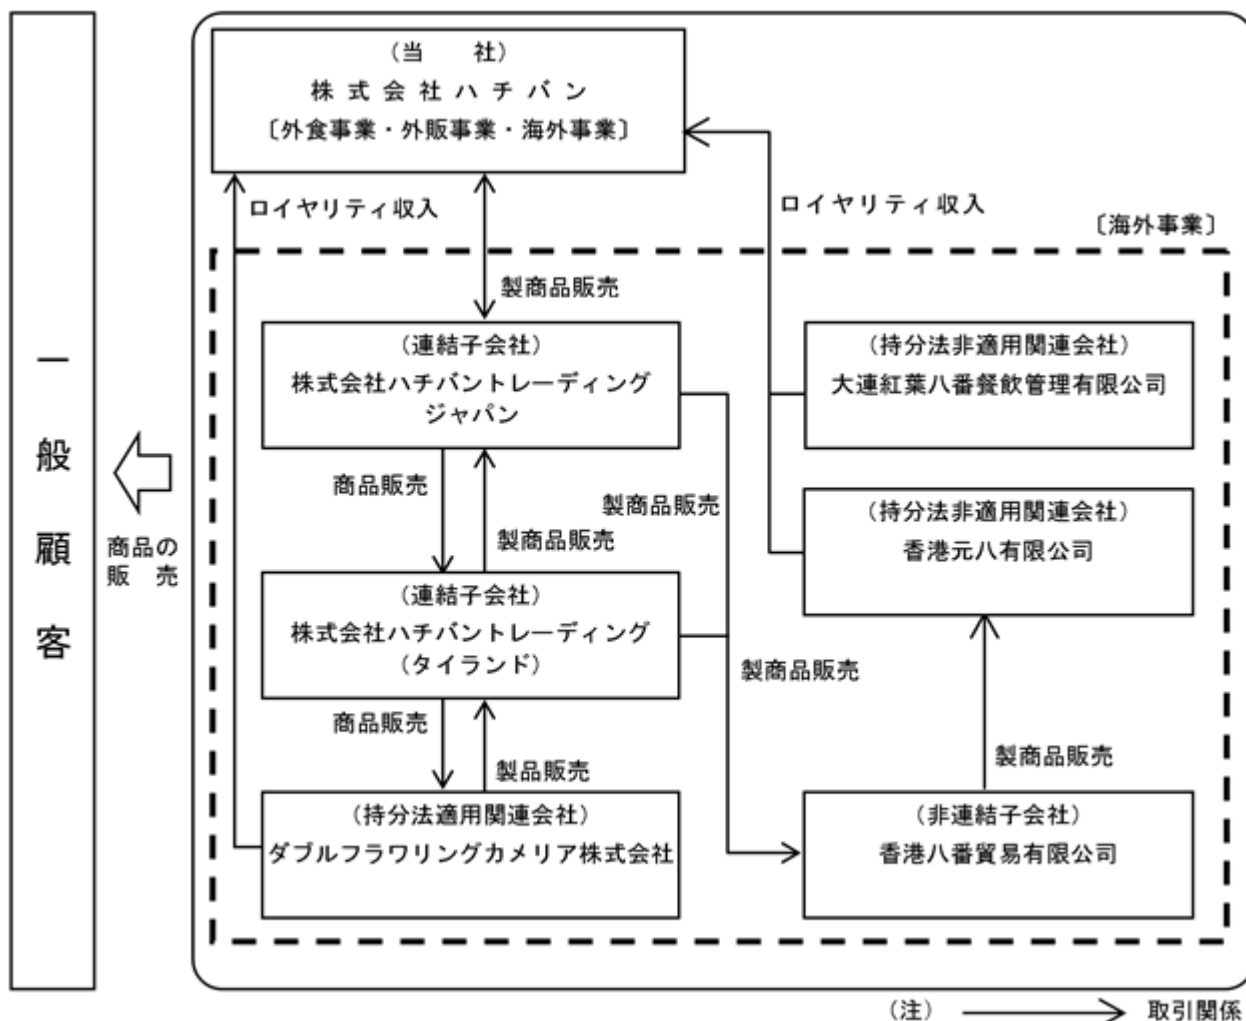 (当　　社)
株 式 会 社 ハ チ バ ン
〔外食事業・外販事業・海外事業〕
ロイヤリティ収入
ロイヤリティ収入
〔海外事業〕
製商品販売
(連結子会社)
株式会社ハチバントレーディング
ジャパン
(持分法非適用関連会社)
大連紅葉八番餐飲管理有限公司
商品販売
製商品販売
製商品販売
(持分法非適用関連会社)
香港元八有限公司
(連結子会社)
株式会社ハチバントレーディング
(タイランド)
製商品販売
商品販売
製品販売
製商品販売
(持分法適用関連会社)
ダブルフラワリングカメリア株式会社
(非連結子会社)
香港八番貿易有限公司
一般顧客
商品の
販　売
(注)
取引関係